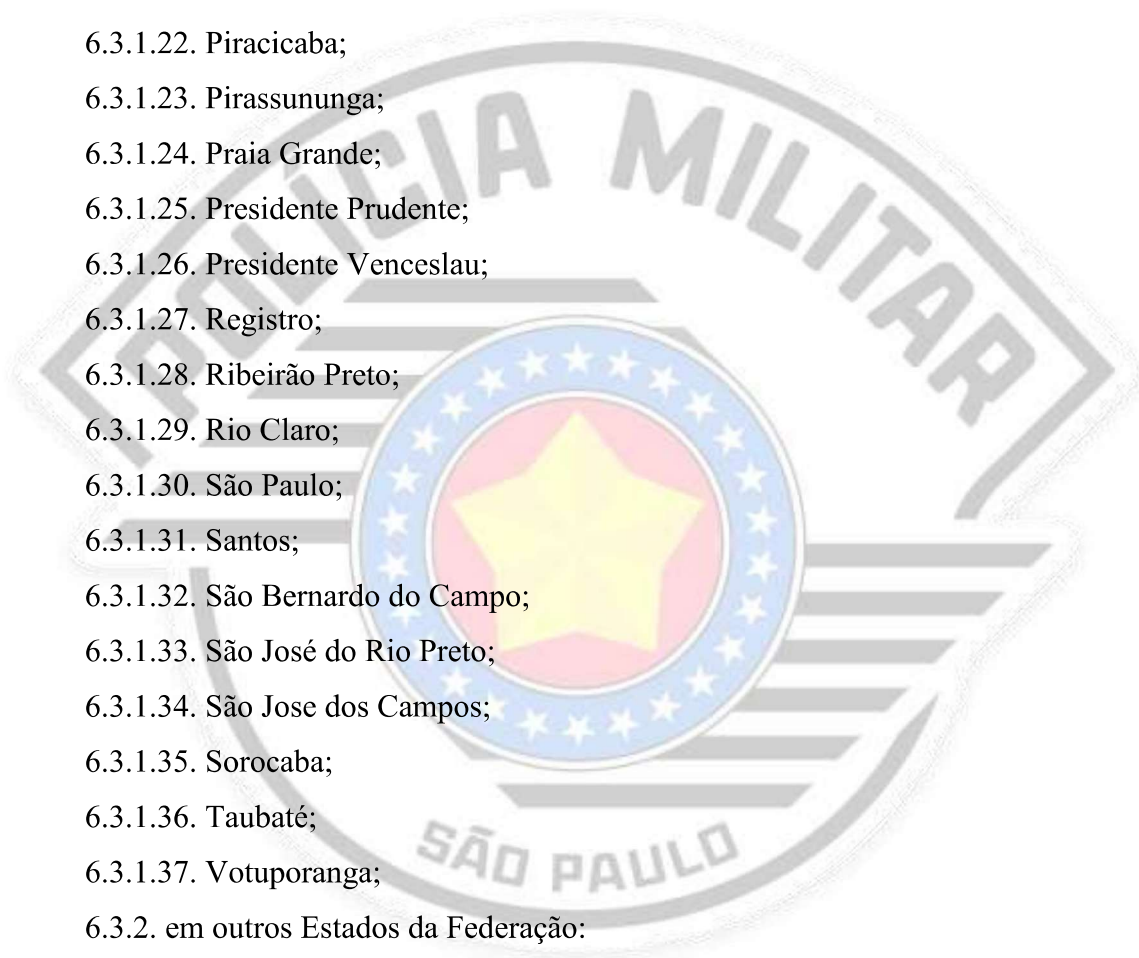 6.3.1.22. Piracicaba;
6.3.1.23. Pirassununga;
6.3.1.24. Praia Grande;
6.3.1.25. Presidente Prudente;
6.3.1.26. Presidente Venceslau;
6.3.1.27. Registro;
6.3.1.28. Ribeirão Preto;
6.3.1.29. Rio Claro;
6.3.1.30. São Paulo;
6.3.1.31. Santos;
6.3.1.32. São Bernardo do Campo;
6.3.1.33. São José do Rio Preto;
6.3.1.34. São Jose dos Campos;
6.3.1.35. Sorocaba;
6.3.1.36. Taubaté;
6.3.1.37. Votuporanga;
6.3.2. em outros Estados da Federação:
POLÍCIA MILITAR
SÃO PAULO